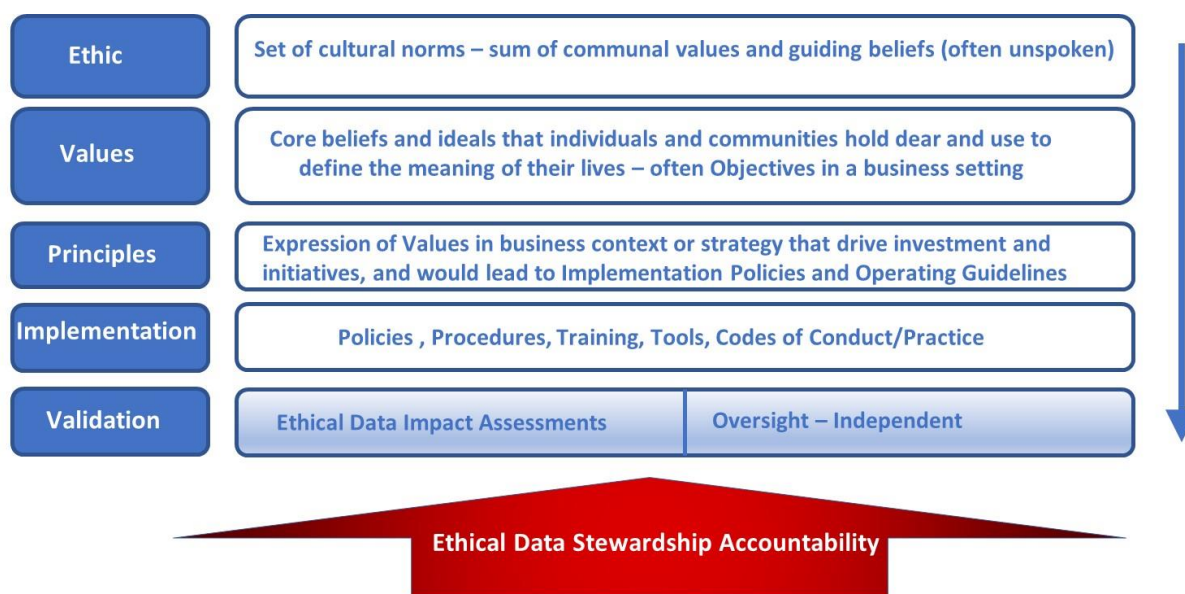 Ethic
Set of cultural norms – sum of communal values and guiding beliefs (often unspoken)
Values
Core beliefs and ideals that individuals and communities hold dear and use to
define the meaning of their lives – often Objectives in a business setting
Principles
Expression of Values in business context or strategy that drive investment and
initiatives, and would lead to Implementation Policies and Operating Guidelines
Implementation
Policies , Procedures, Training, Tools, Codes of Conduct/Practice
Validation
Ethical Data Impact Assessments
Oversight – Independent
Ethical Data Stewardship Accountability